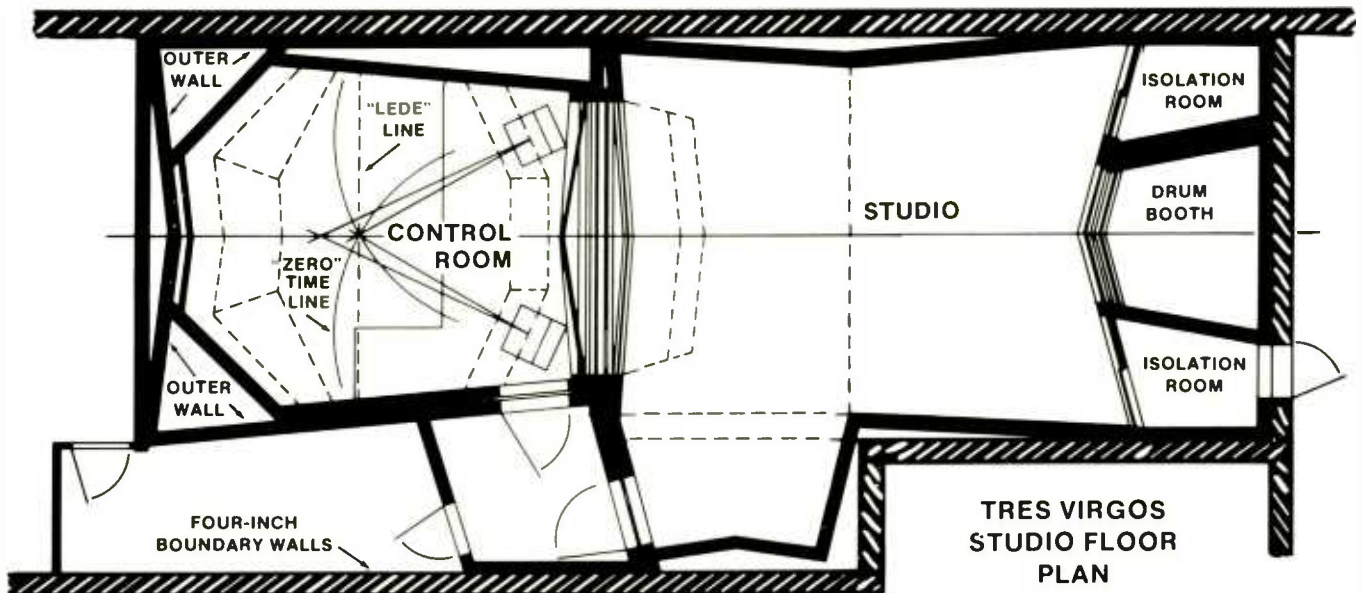 OUTER
WALL
"LEDE"
LINE
CONTROL
ROOM
"ZERO"
TIME
LINE
OUTER
WALL
FOUR-INCH
BOUNDARY WALLS
STUDIO
ISOLATION
ROOM
DRUM
BOOTH
ISOLATION
ROOM
TRES VIRGOS
STUDIO FLOOR
PLAN